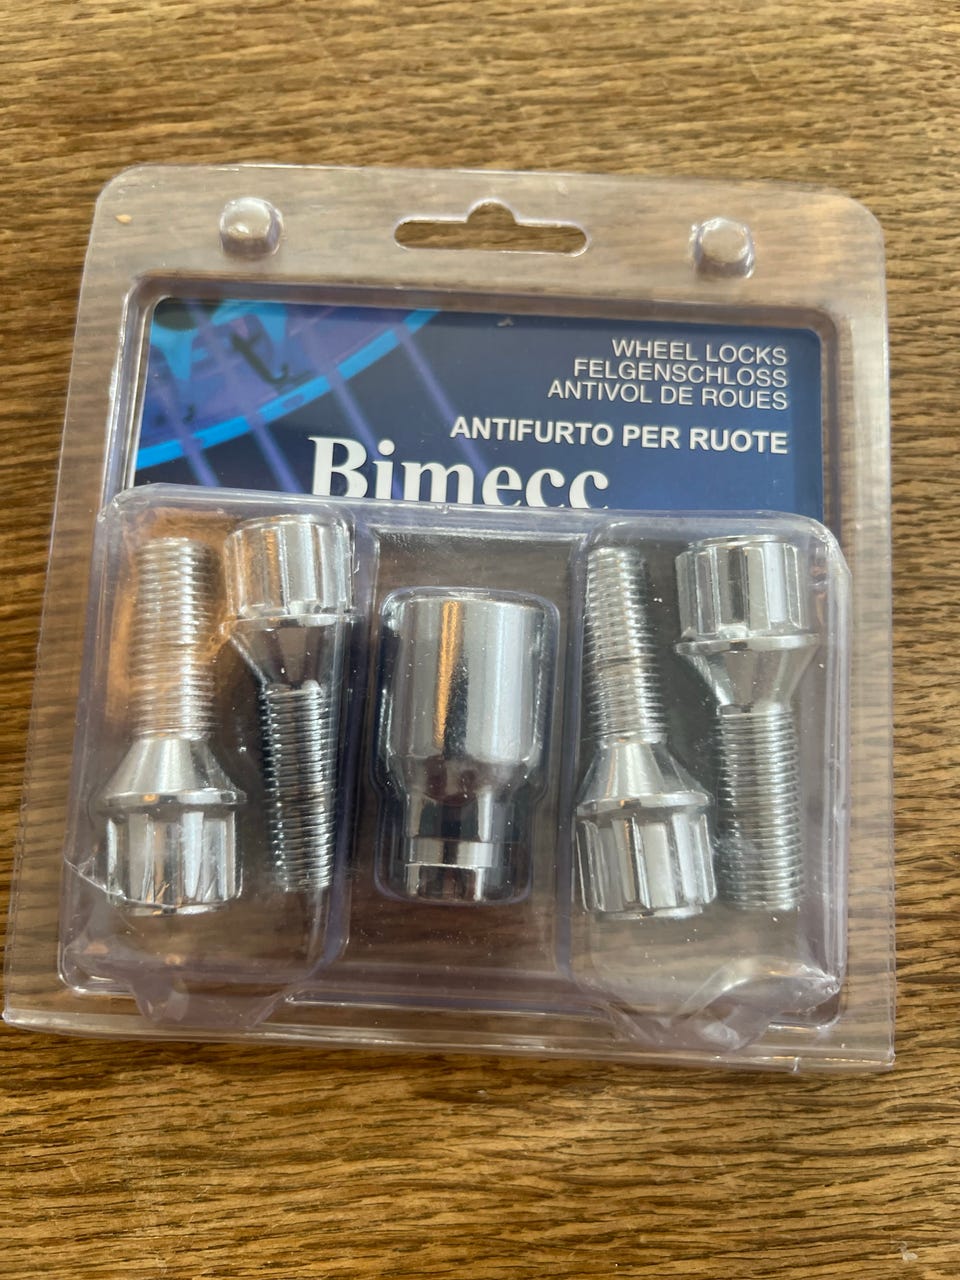 WHEEL LOCKS
FELGENSCHLOSS
ANTIVOL DE ROUES
ANTIFURTO PER RUOTE
Bimecc